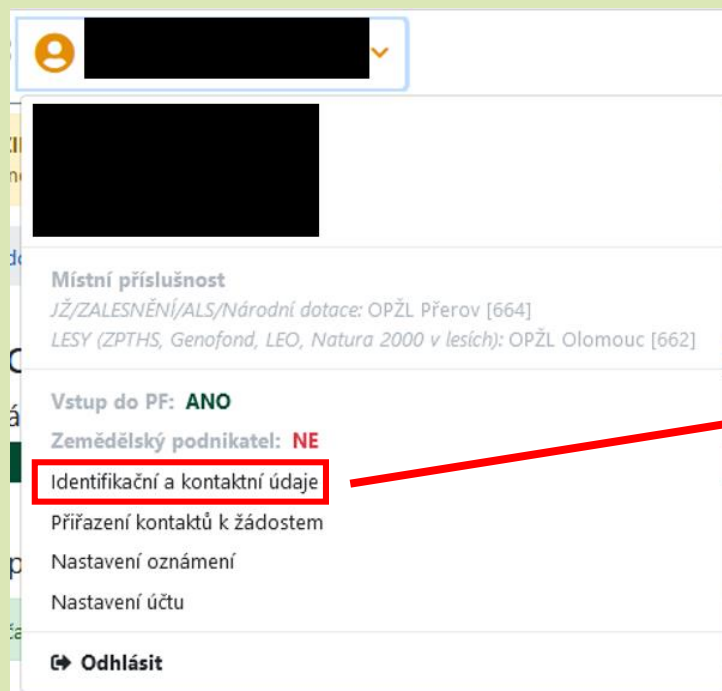 Místní příslušnost
JŽ/ZALESNĚNÍ/ALS/Národní dotace: OPŽL Přerov [664]
LESY (ZPTHS, Genofond, LEO, Natura 2000 v lesích): OPŽL Olomouc [662]
Vstup do PF: ANO
Zemědělský podnikatel: NE
Identifikační a kontaktní údaje
Přiřazení kontaktů k žádostem
Nastavení oznámení
Nastavení účtu
Odhlásit